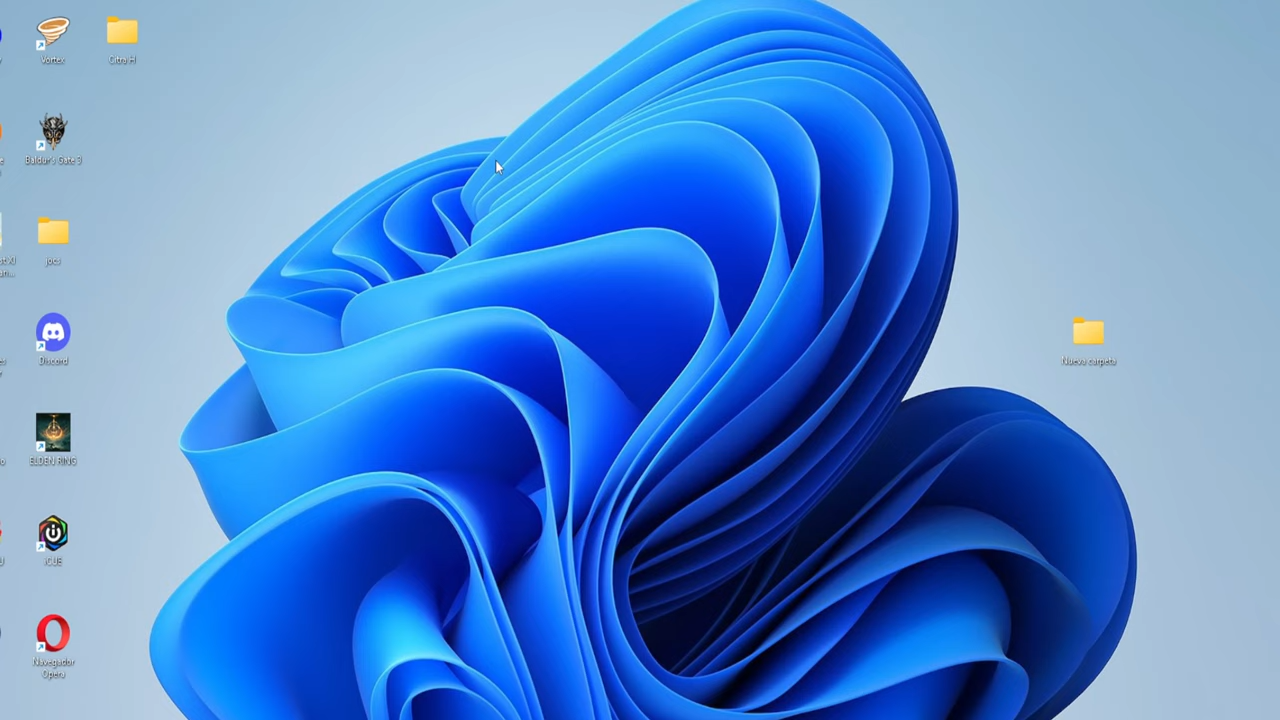 Vortex
Citra H
Baldur's Gate 3
jocs
Discord
ELDEN RING
iCUE
Navegador
Opera
Nueva carpeta